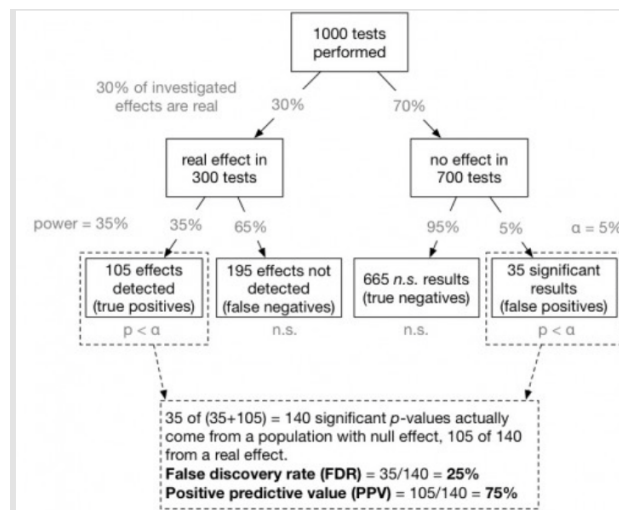 1000 tests
performed
30% of investigated
effects are real
30%
70%
real effect in
300 tests
no effect in
700 tests
power = 35%
35%
65%
95%
5%
α = 5%
105 effects
detected
(true positives)
195 effects not
detected
(false negatives)
665 n.s. results
(true negatives)
35 significant
results
(false positives)
p < α
n.s.
n.s.
p < α
35 of (35+105) = 140 significant p-values actually
come from a population with null effect, 105 of 140
from a real effect.
False discovery rate (FDR) = 35/140 = 25%
Positive predictive value (PPV) = 105/140 = 75%